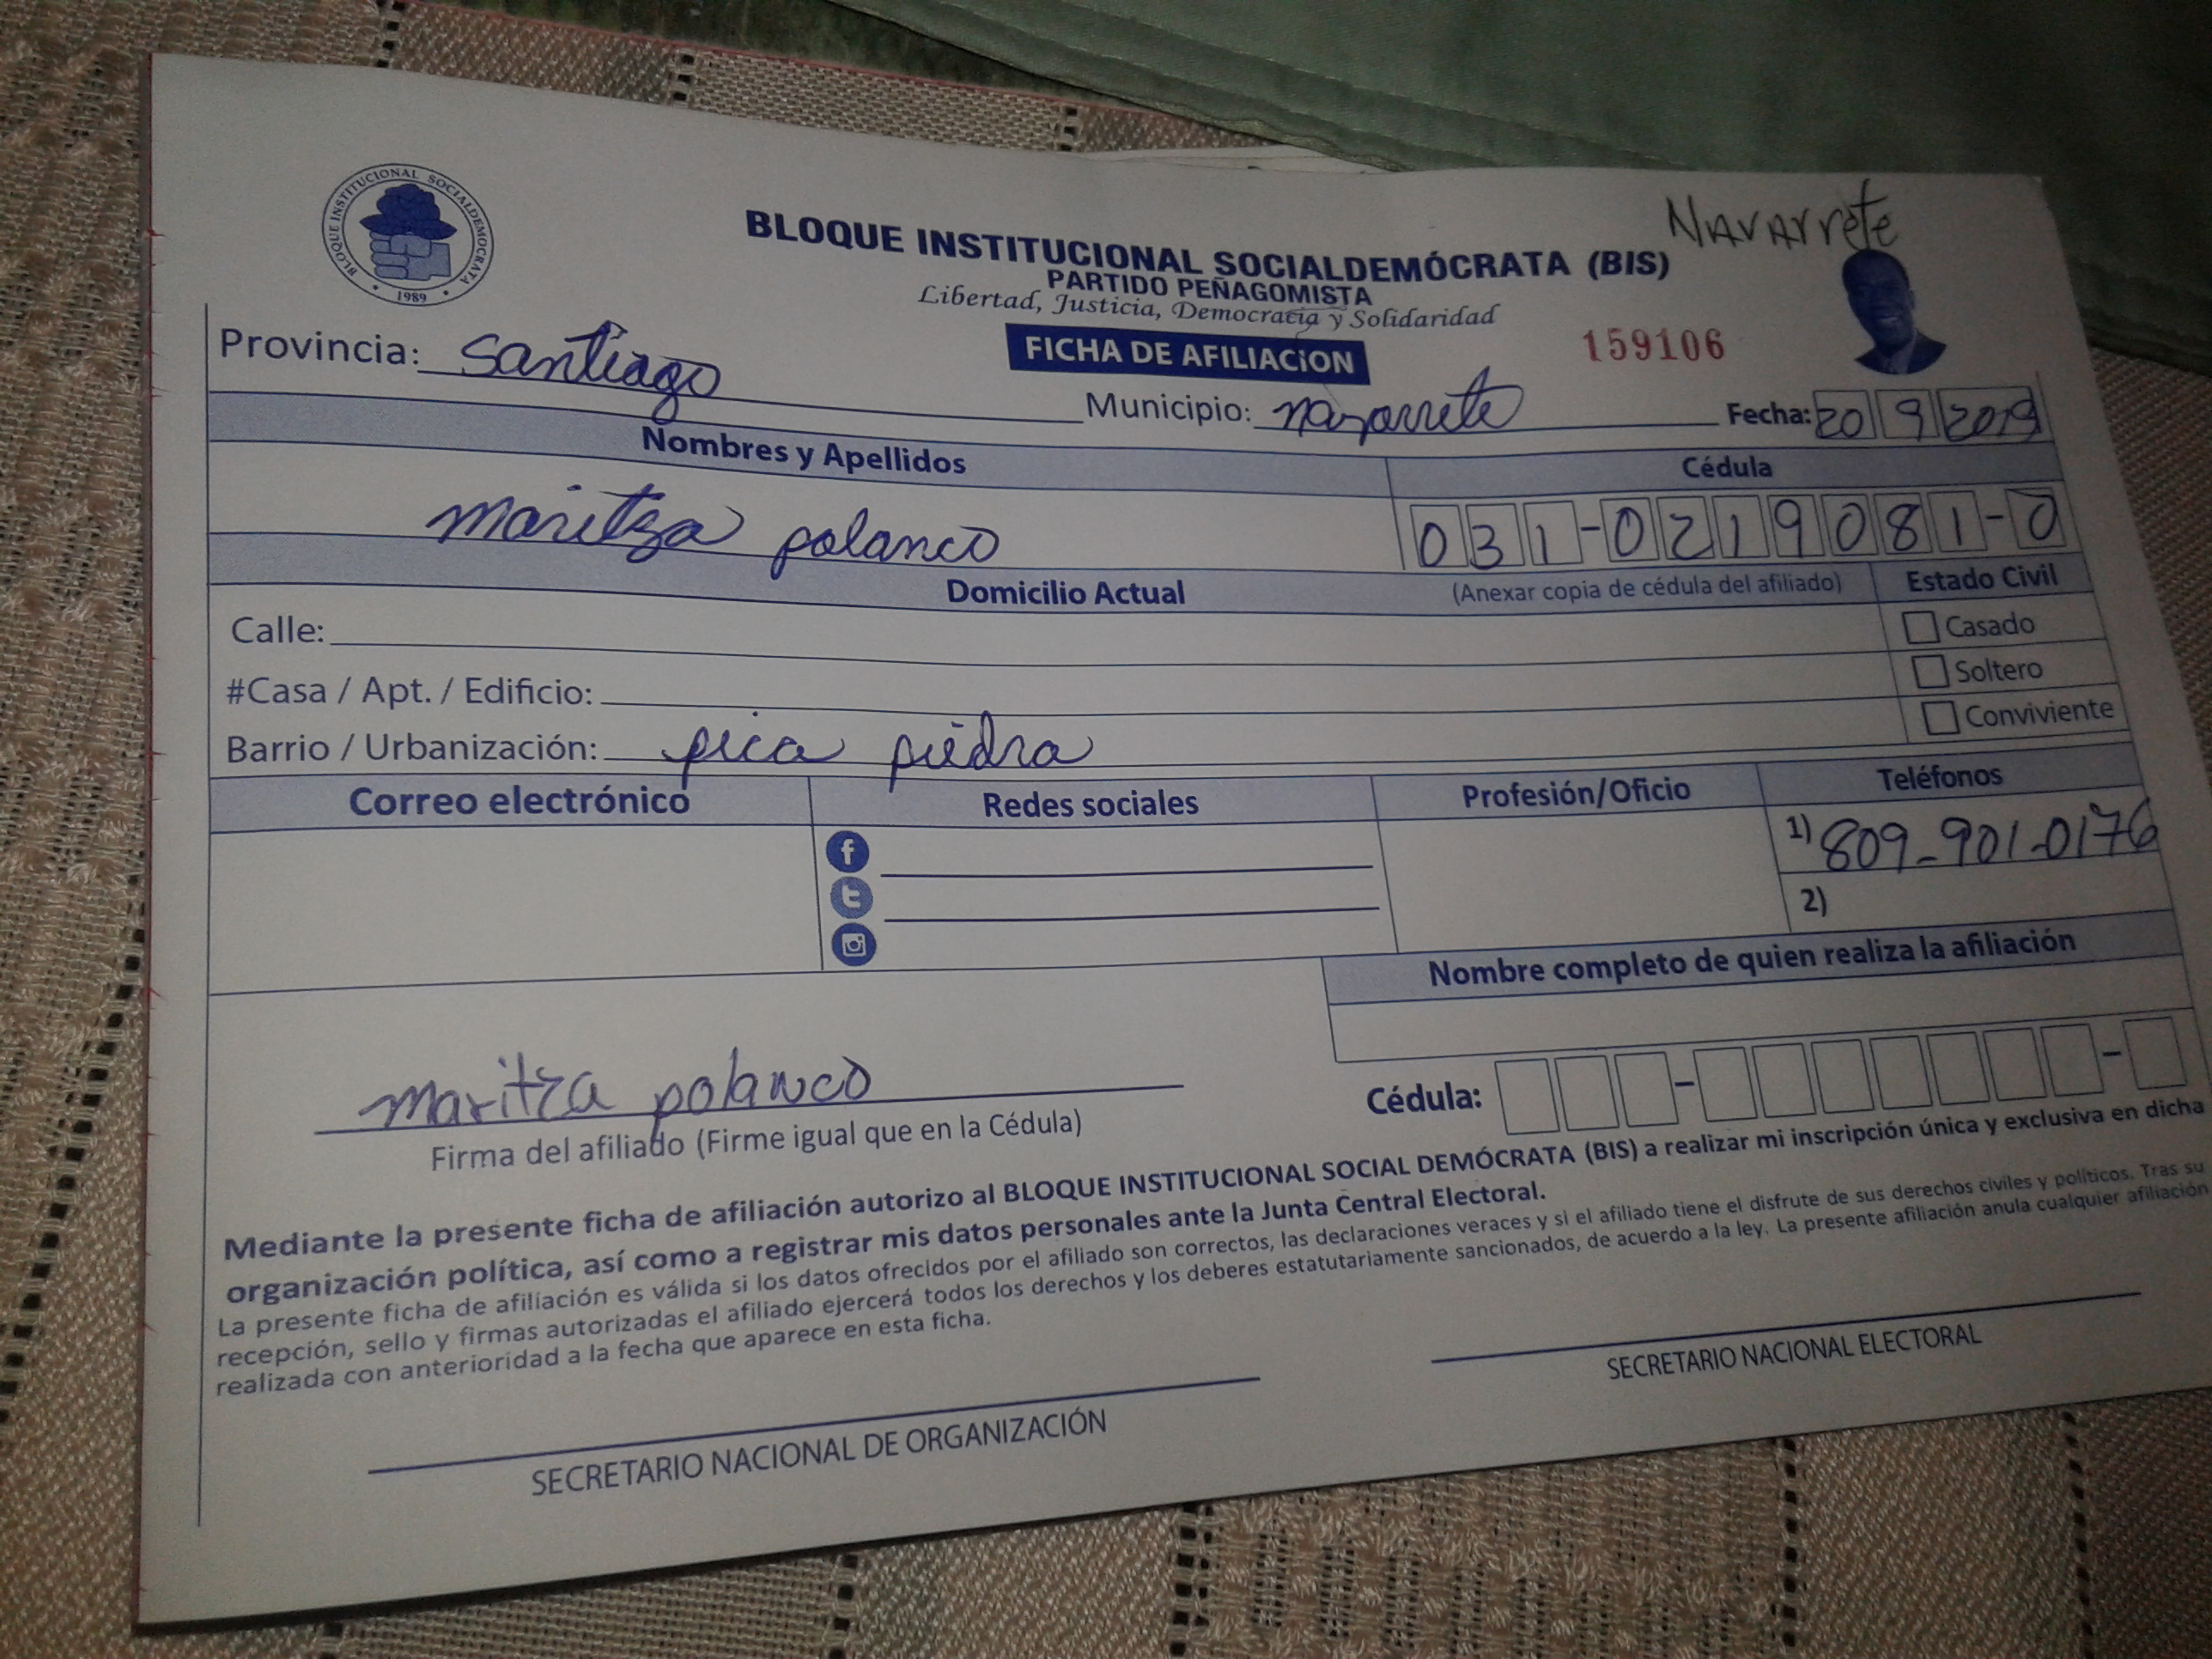 BLOQUE INSTITUCIONAL SOCIALDEMOCRATA
1989
Navarrete
BLOQUE INSTITUCIONAL SOCIALDEMÓCRATA (BIS)
PARTIDO PEÑAGOMISTA
Libertad, Justicia, Democracia y Solidaridad
FICHA DE AFILIACiON
159106
Provincia: Santiago
Municipio: navarrete
Fecha: 20 9 2019
Nombres y Apellidos
Cédula
maritza polanco
031-0219081-0
Domicilio Actual
(Anexar copia de cédula del afiliado)
Estado Civil
Calle:
Casado
#Casa / Apt. / Edificio:
Soltero
Barrio / Urbanización: pica piedra
Conviviente
Correo electrónico
Redes sociales
Profesión/Oficio
Teléfonos
1) 809-901-0176
2)
Nombre completo de quien realiza la afiliación
maritza polanco
Cédula:
Firma del afiliado (Firme igual que en la Cédula)
Mediante la presente ficha de afiliación autorizo al BLOQUE INSTITUCIONAL SOCIAL DEMÓCRATA (BIS) a realizar mi inscripción única y exclusiva en dicha
organización política, así como a registrar mis datos personales ante la Junta Central Electoral.
La presente ficha de afiliación es válida si los datos ofrecidos por el afiliado son correctos, las declaraciones veraces y si el afiliado tiene el disfrute de sus derechos civiles y políticos. Tras su
recepción, sello y firmas autorizadas el afiliado ejercerá todos los derechos y los deberes estatutariamente sancionados, de acuerdo a la ley. La presente afiliación anula cualquier afiliación
realizada con anterioridad a la fecha que aparece en esta ficha.
SECRETARIO NACIONAL DE ORGANIZACIÓN
SECRETARIO NACIONAL ELECTORAL